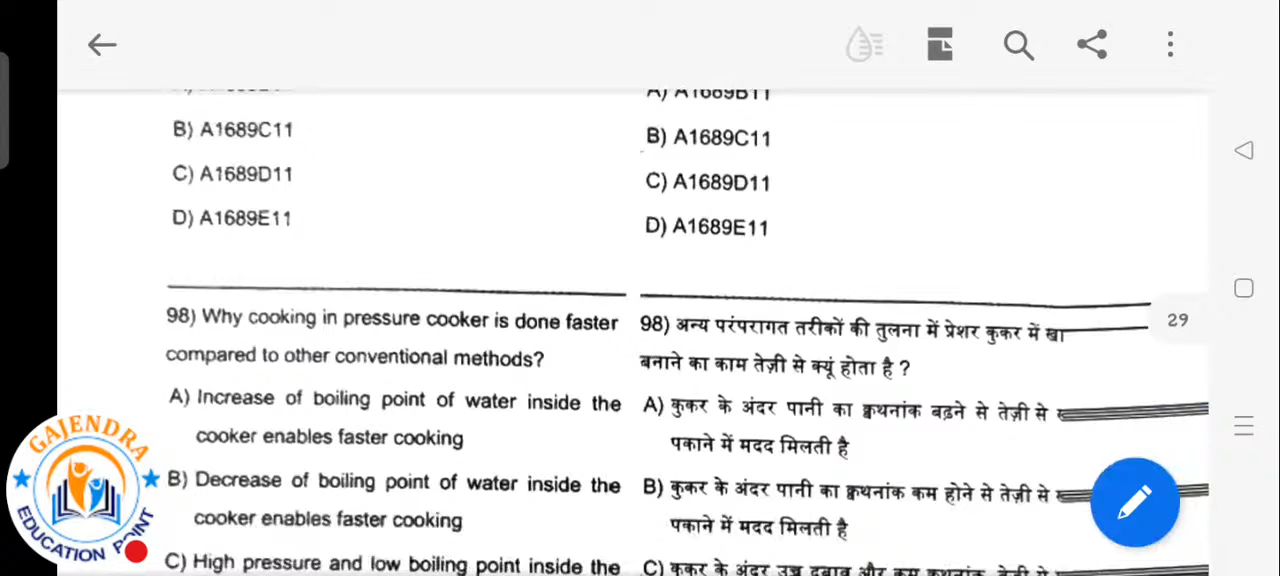 A) A1689B11
B) A1689C11
C) A1689D11
D) A1689E11
B) A1689C11
C) A1689D11
D) A1689E11
29
98) Why cooking in pressure cooker is done faster
compared to other conventional methods?
A) Increase of boiling point of water inside the
cooker enables faster cooking
B) Decrease of boiling point of water inside the
cooker enables faster cooking
C) High pressure and low boiling point inside the
98) अन्य परंपरागत तरीकों की तुलना में प्रेशर कुकर में खा
बनाने का काम तेज़ी से क्यूं होता है ?
A) कुकर के अंदर पानी का क्वथनांक बढ़ने से तेज़ी से
पकाने में मदद मिलती है
B) कुकर के अंदर पानी का क्वथनांक कम होने से तेज़ी से
पकाने में मदद मिलती है
C) कुकर के अंदर उच्च दबाव और कम क्वथनांक तेज़ी से
GAJENDRA
EDUCATION POINT